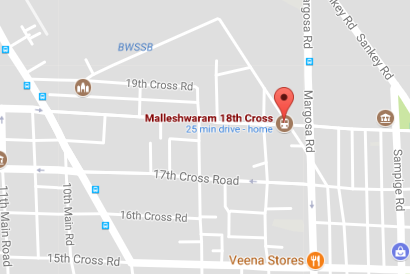 Margosa Rd
Sankey Rd
Sankey Rd
BWSSB
19th Cross Rd
Malleshwaram 18th Cross
25 min drive - home
Margosa Rd
17th Cross Road
Sampige Rd
11th Main Road
10th Main Rd
16th Cross Rd
15th Cross Rd
Veena Stores